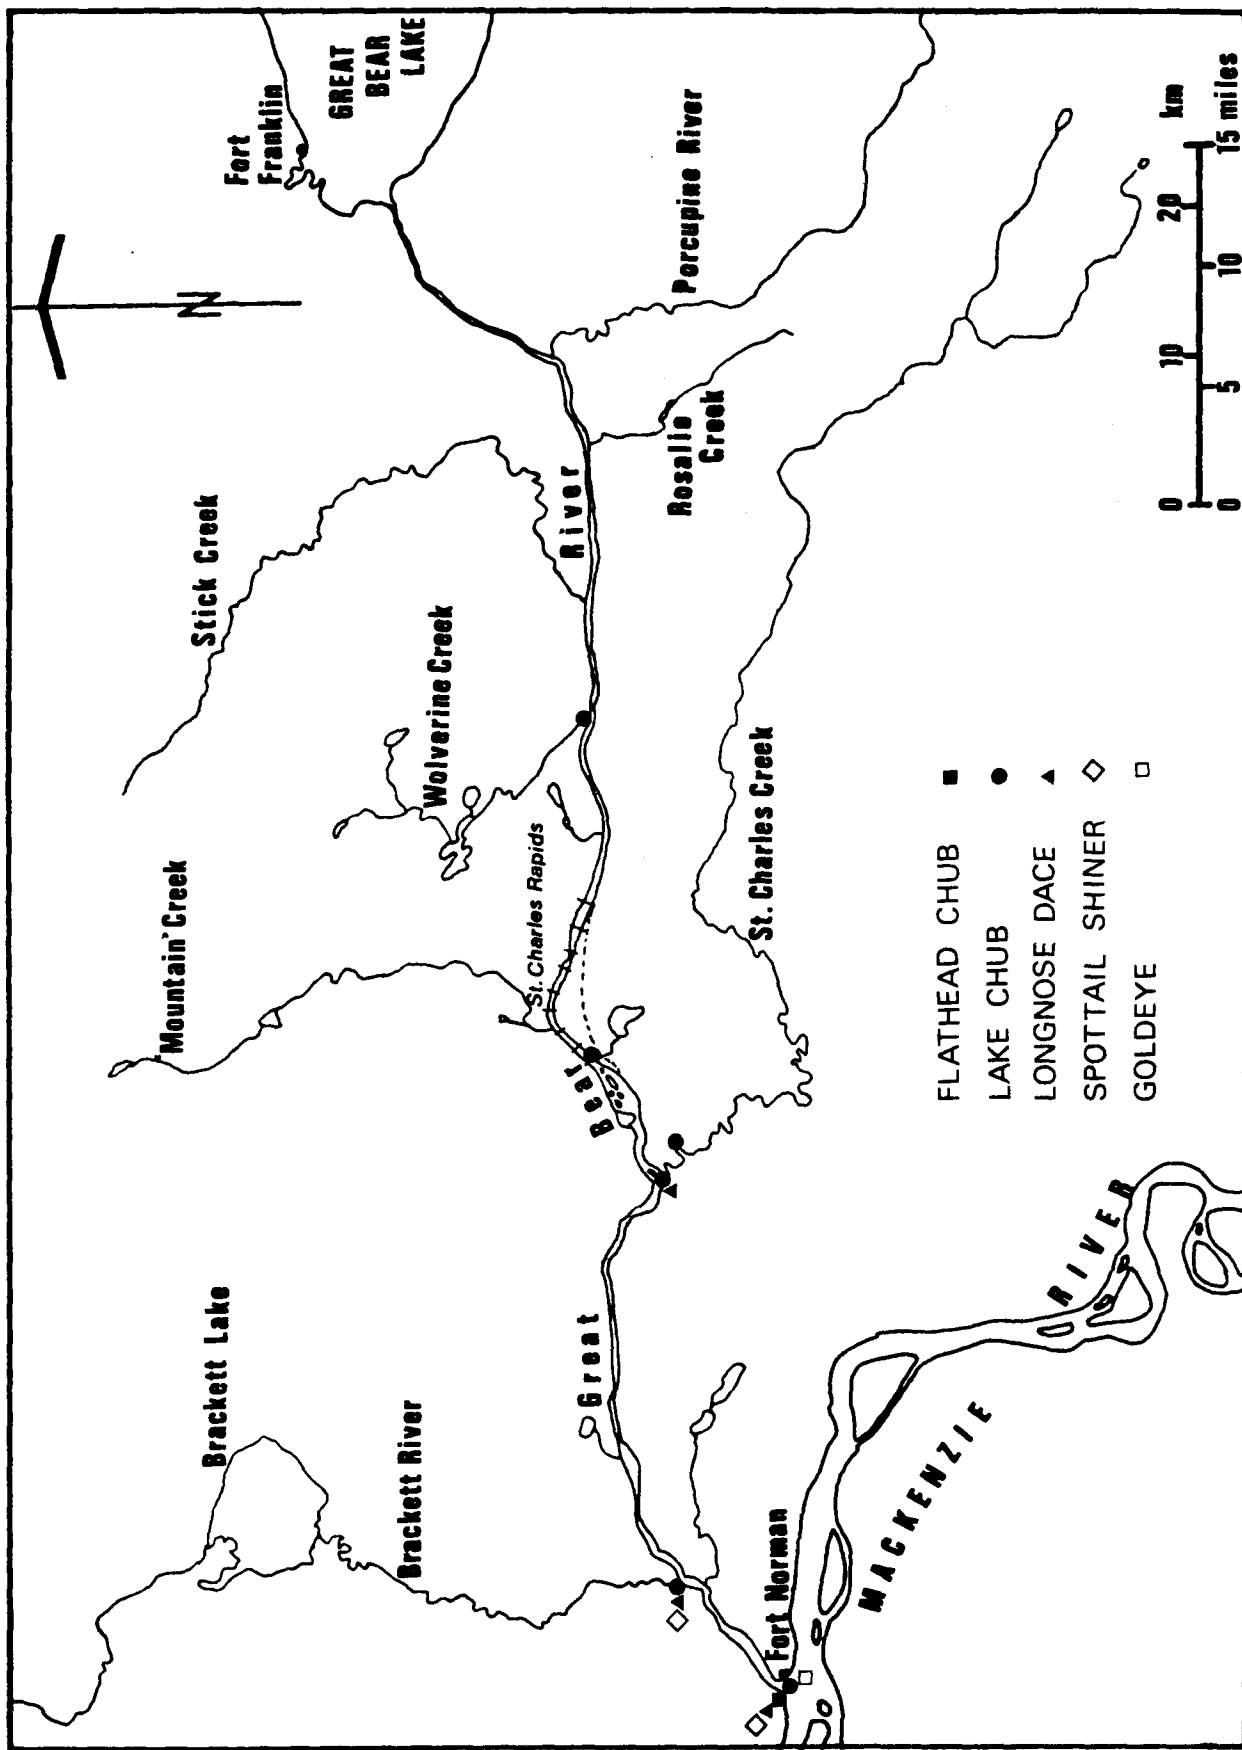 Fort
Franklin
GREAT
BEAR
LAKE
N
Porcupine River
Stick Creek
River
Rosalie
Creek
Wolverine Creek
Mountain Creek
St. Charles Rapids
St. Charles Creek
Bear
Brackett Lake
Brackett River
Great
Fort Norman
MACKENZIE
RIVER
FLATHEAD CHUB
LAKE CHUB
LONGNOSE DACE
SPOTTAIL SHINER
GOLDEYE
0 10 20 km
0 5 10 15 miles